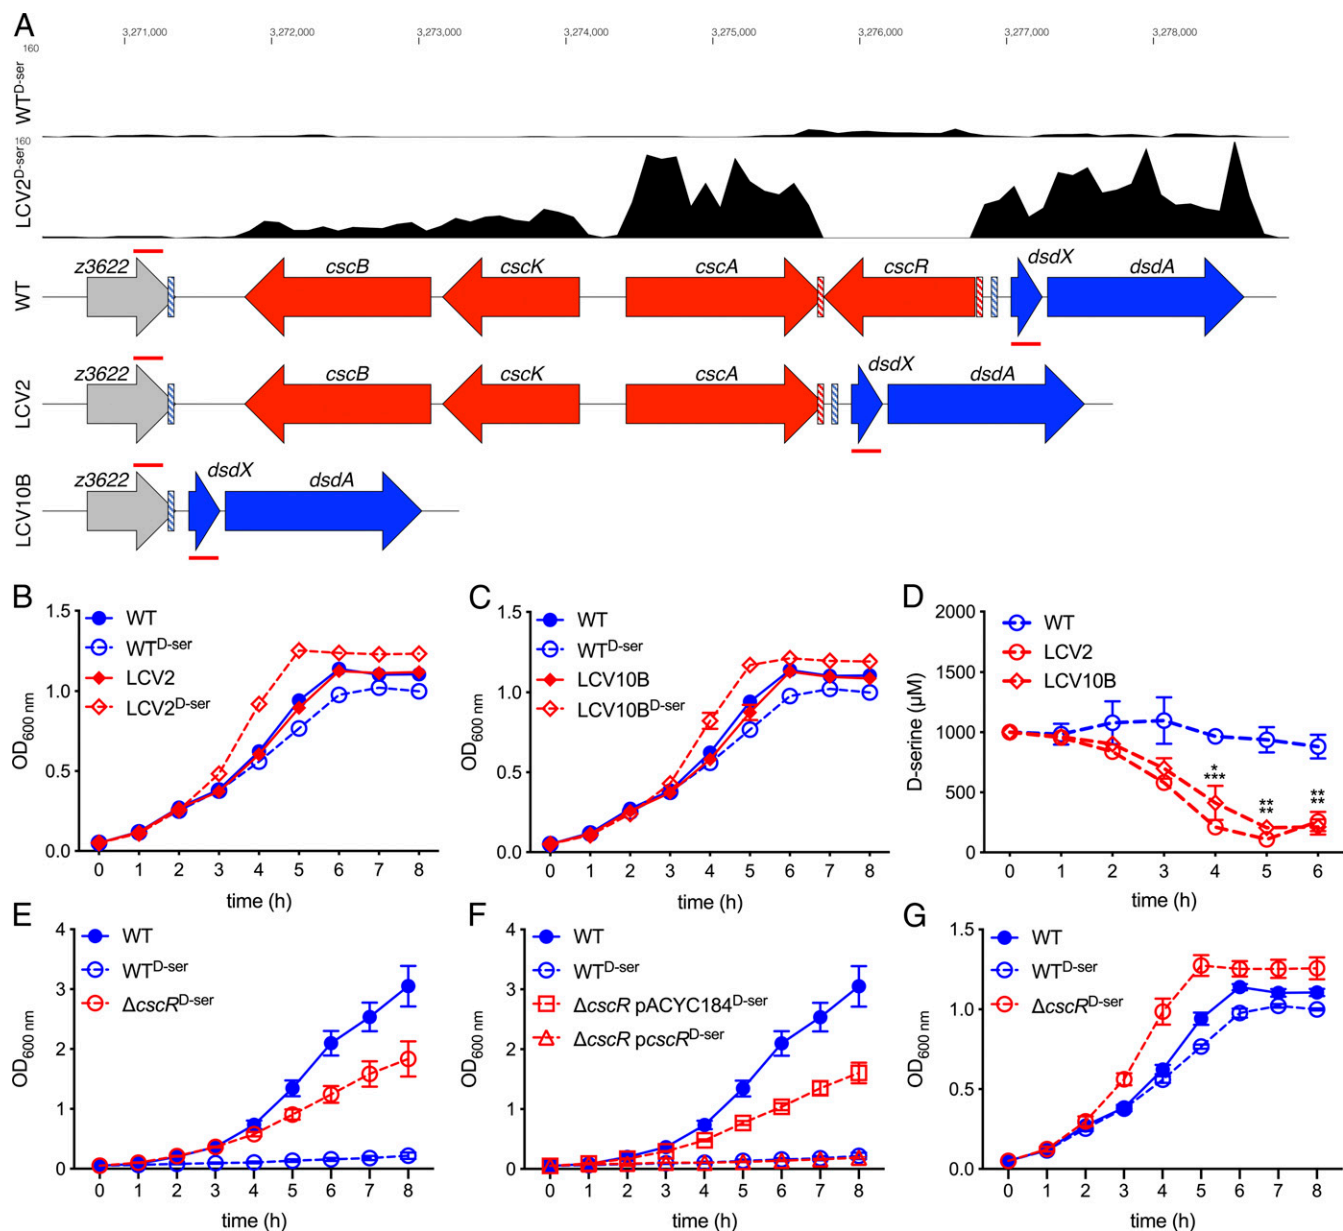 A
3,271,000 3,272,000 3,273,000 3,274,000 3,275,000 3,276,000 3,277,000 3,278,000
160
WT^D-ser
160
LCV2^D-ser
WT
z3622 cscB cscK cscA cscR dsdX dsdA
LCV2
z3622 cscB cscK cscA dsdX dsdA
LCV10B
z3622 dsdX dsdA
B
WT
WT^D-ser
LCV2
LCV2^D-ser
OD600 nm
1.5
1.0
0.5
0.0
0 1 2 3 4 5 6 7 8
time (h)
C
WT
WT^D-ser
LCV10B
LCV10B^D-ser
OD600 nm
1.5
1.0
0.5
0.0
0 1 2 3 4 5 6 7 8
time (h)
D
WT
LCV2
LCV10B
D-serine (µM)
2000
1500
1000
500
0
*
***
**
**
**
**
0 1 2 3 4 5 6
time (h)
E
WT
WT^D-ser
ΔcscR^D-ser
OD600 nm
4
3
2
1
0
0 1 2 3 4 5 6 7 8
time (h)
F
WT
WT^D-ser
ΔcscR pACYC184^D-ser
ΔcscR pcscR^D-ser
OD600 nm
4
3
2
1
0
0 1 2 3 4 5 6 7 8
time (h)
G
WT
WT^D-ser
ΔcscR^D-ser
OD600 nm
1.5
1.0
0.5
0.0
0 1 2 3 4 5 6 7 8
time (h)